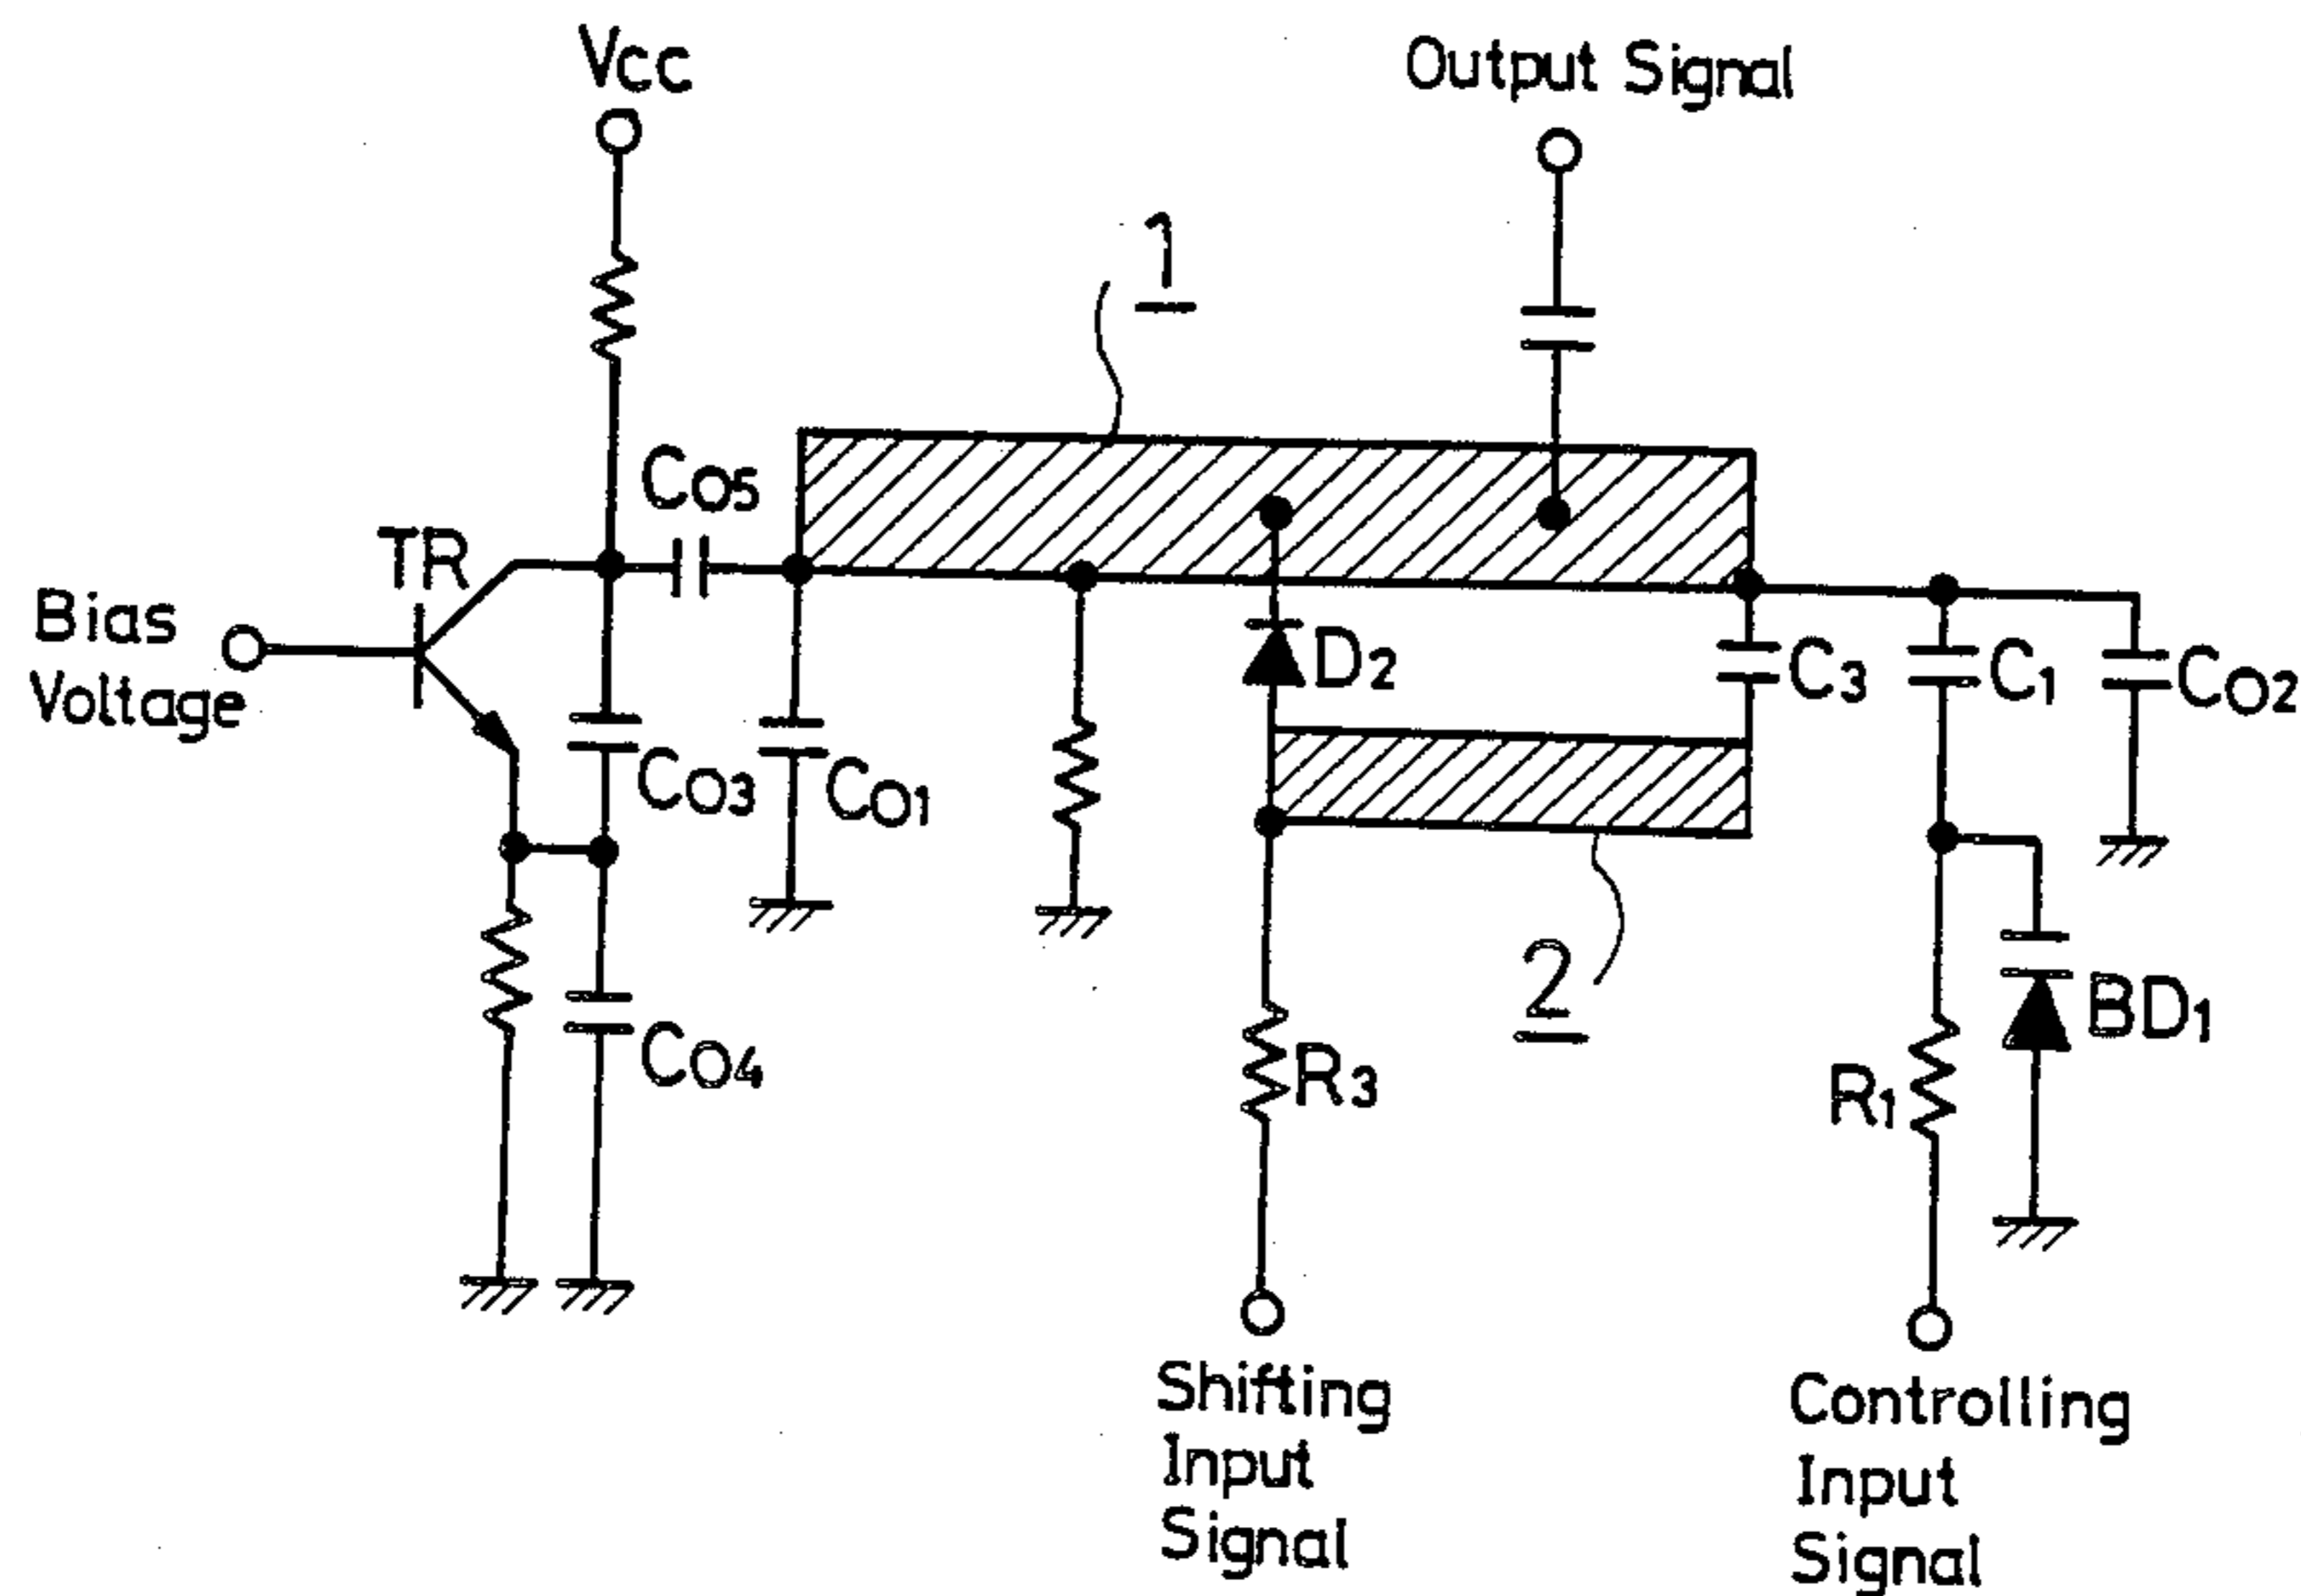 Vcc
Output Signal
1
Co5
TR
Bias
Voltage
D2
C3
C1
Co2
Co3
Co1
2
BD1
Co4
R3
R1
Shifting
Input
Signal
Controlling
Input
Signal